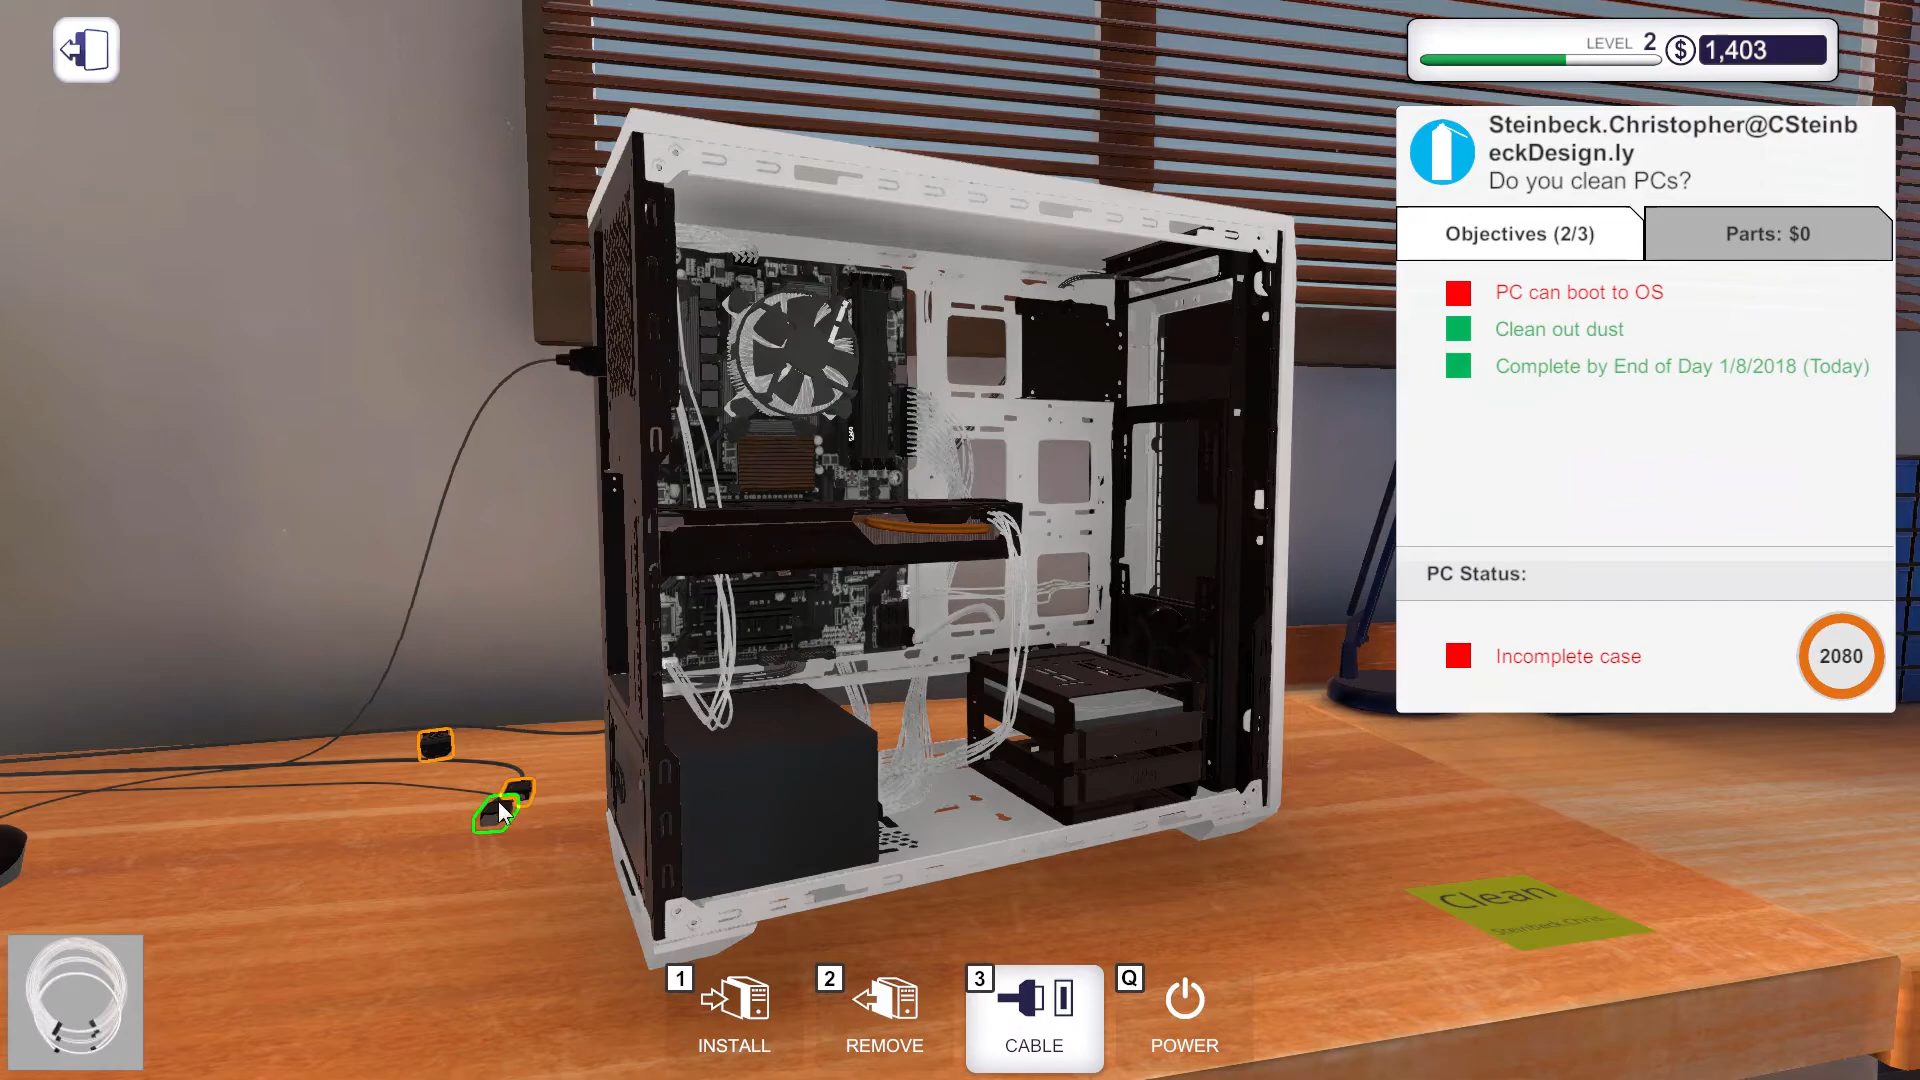 LEVEL 2 $ 1,403
Steinbeck.Christopher@CSteinb
eckDesign.ly
Do you clean PCs?
Objectives (2/3)
Parts: $0
PC can boot to OS
Clean out dust
Complete by End of Day 1/8/2018 (Today)
PC Status:
Incomplete case
2080
Clean
Steinbeck.Chris...
1
INSTALL
2
REMOVE
3
CABLE
Q
POWER